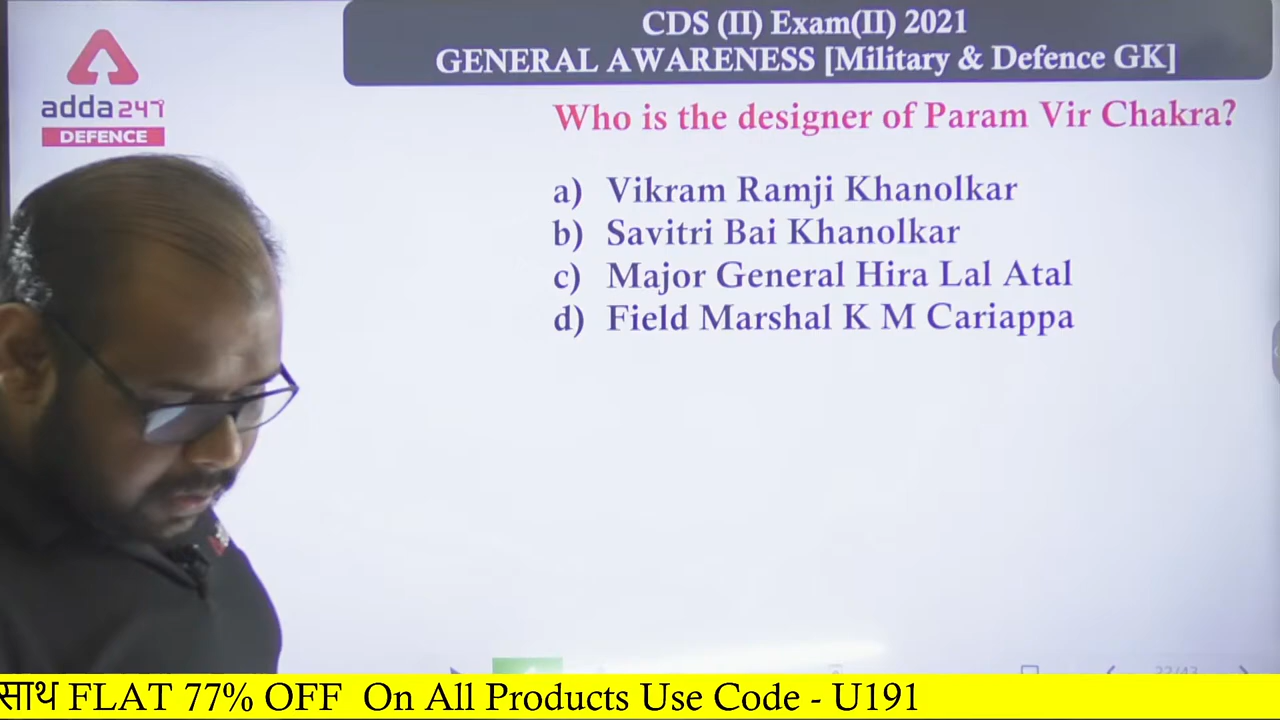 CDS (II) Exam(II) 2021
GENERAL AWARENESS [Military & Defence GK]
adda247
DEFENCE
Who is the designer of Param Vir Chakra?
a) Vikram Ramji Khanolkar
b) Savitri Bai Khanolkar
c) Major General Hira Lal Atal
d) Field Marshal K M Cariappa
साथ FLAT 77% OFF On All Products Use Code - U191